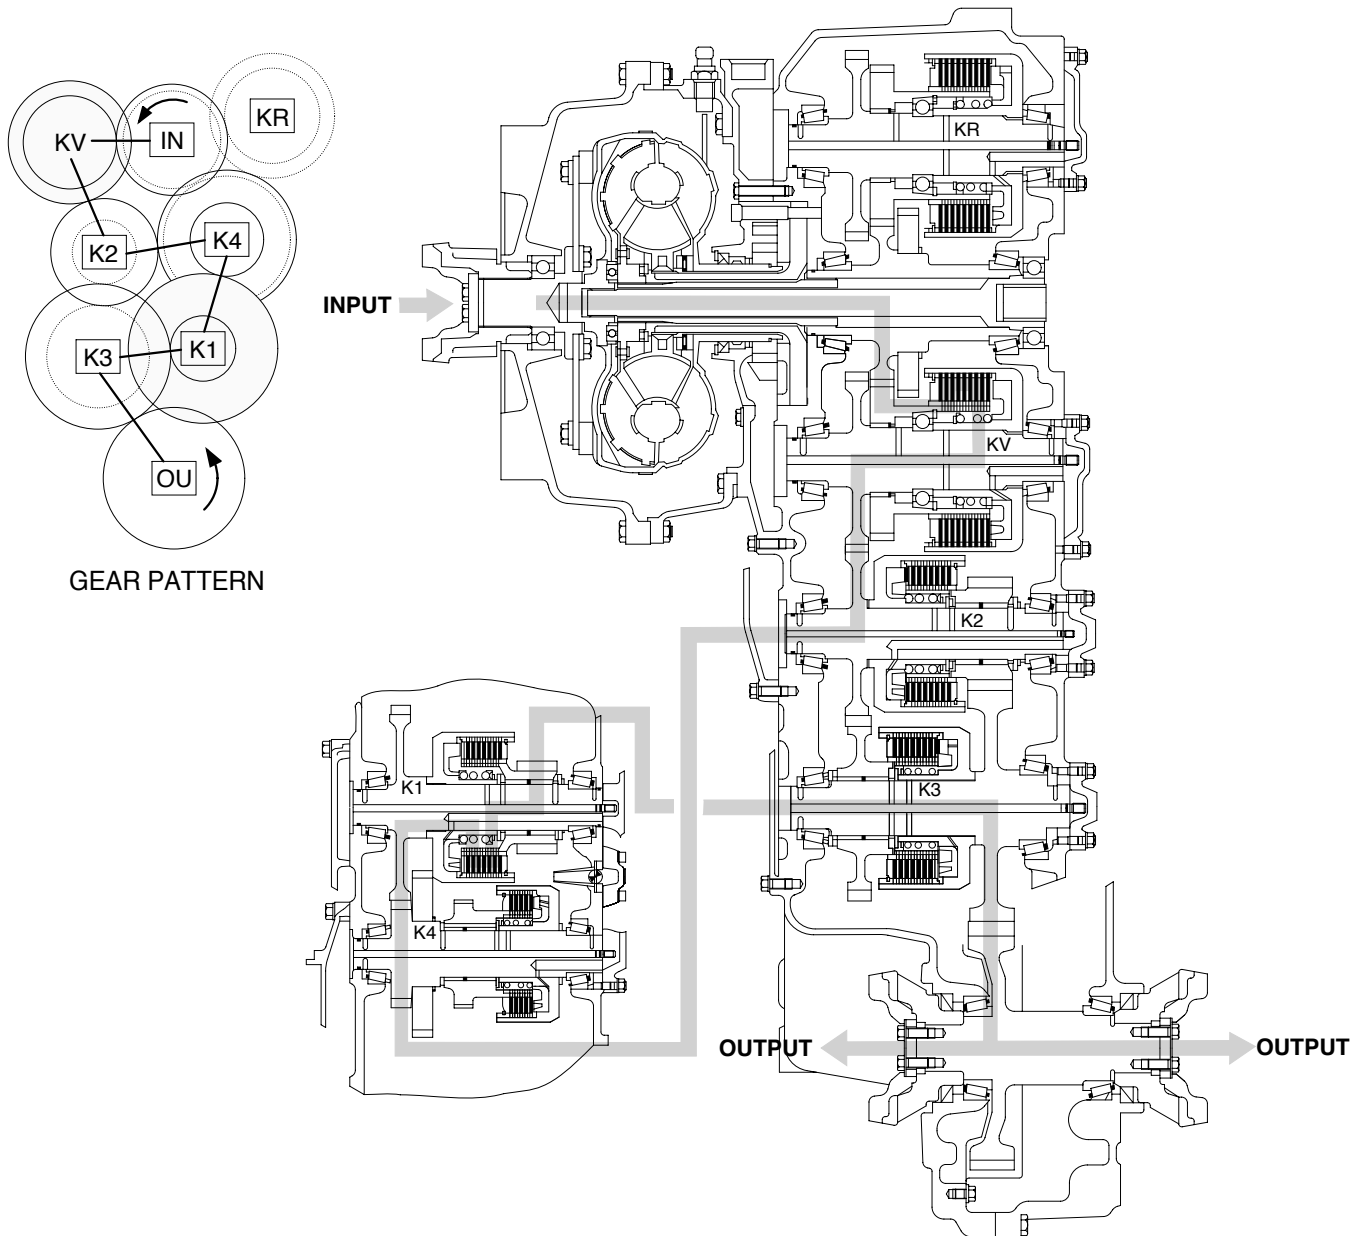 KV
IN
KR
K2
K4
K3
K1
OU
GEAR PATTERN
INPUT
KR
KV
K2
K3
K1
K4
OUTPUT
OUTPUT